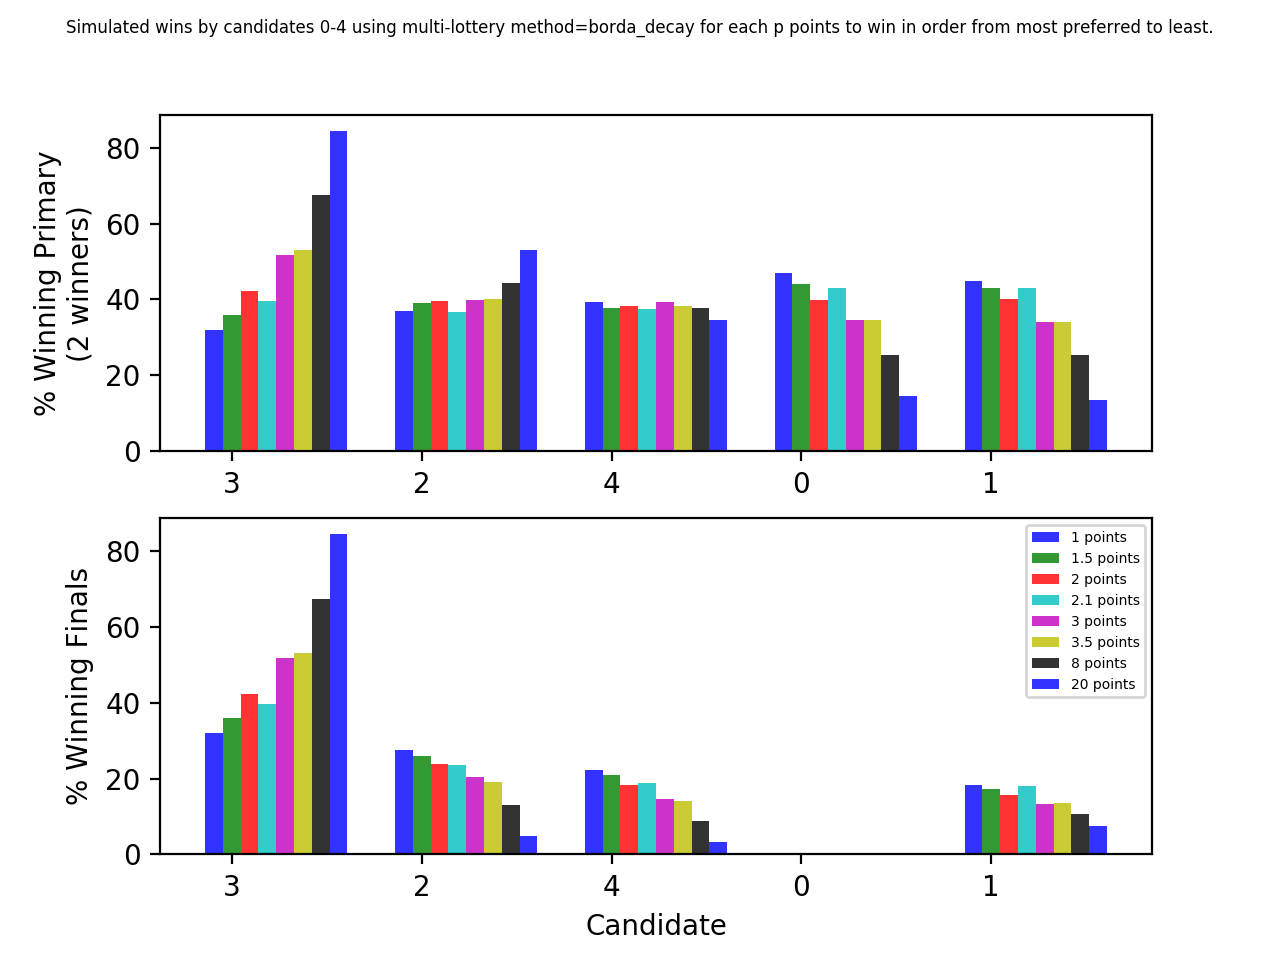 Simulated wins by candidates 0-4 using multi-lottery method=borda_decay for each p points to win in order from most preferred to least.
% Winning Primary
(2 winners)
80
60
40
20
0
3 2 4 0 1
% Winning Finals
80
60
40
20
0
1 points
1.5 points
2 points
2.1 points
3 points
3.5 points
8 points
20 points
3 2 4 0 1
Candidate